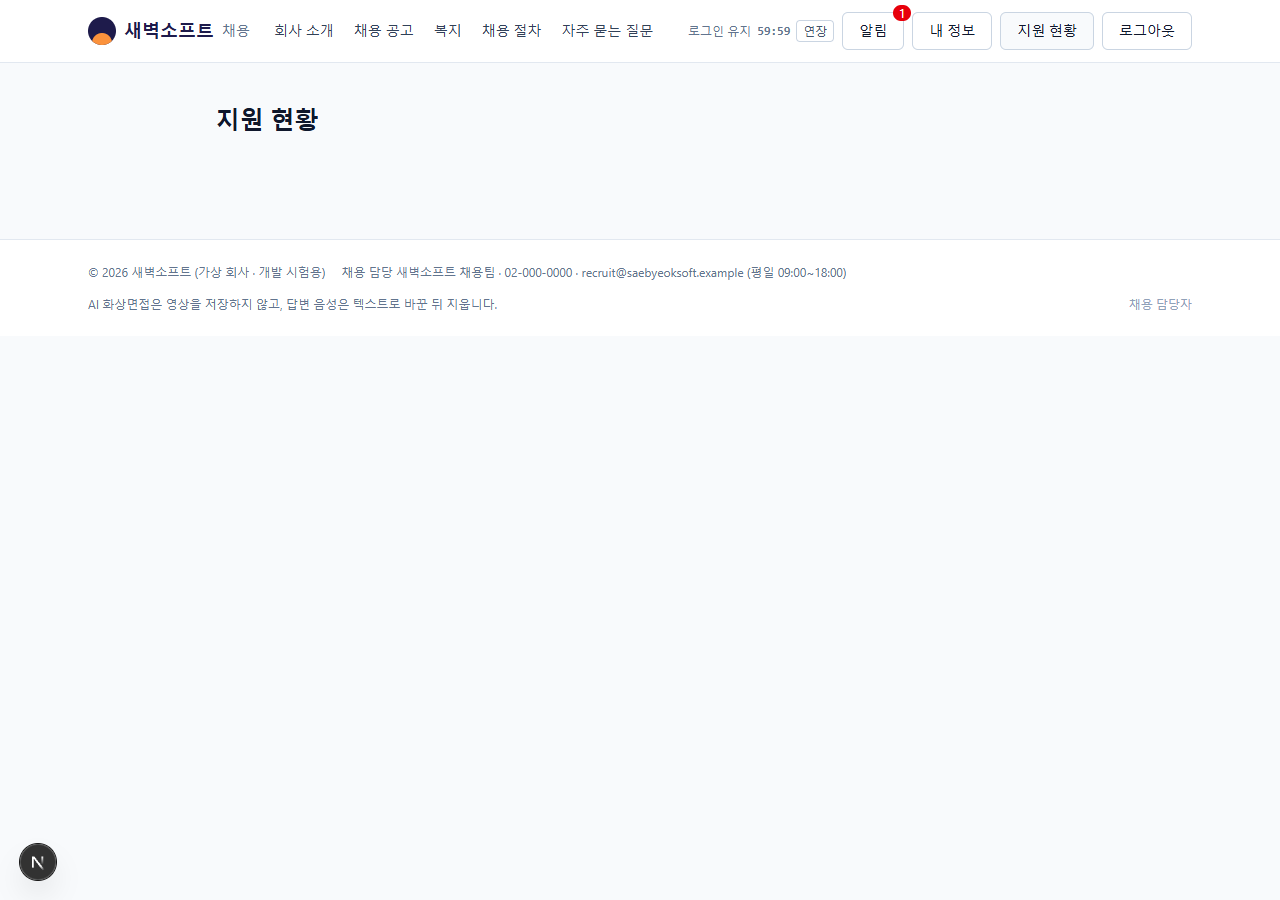 새벽소프트 채용 회사 소개 채용 공고 복지 채용 절차 자주 묻는 질문 로그인 유지 59:59 연장 알림 1 내 정보 지원 현황 로그아웃
지원 현황
© 2026 새벽소프트 (가상 회사 · 개발 시험용) 채용 담당 새벽소프트 채용팀 · 02-000-0000 · recruit@saebyeoksoft.example (평일 09:00~18:00)
AI 화상면접은 영상을 저장하지 않고, 답변 음성은 텍스트로 바꾼 뒤 지웁니다. 채용 담당자
N